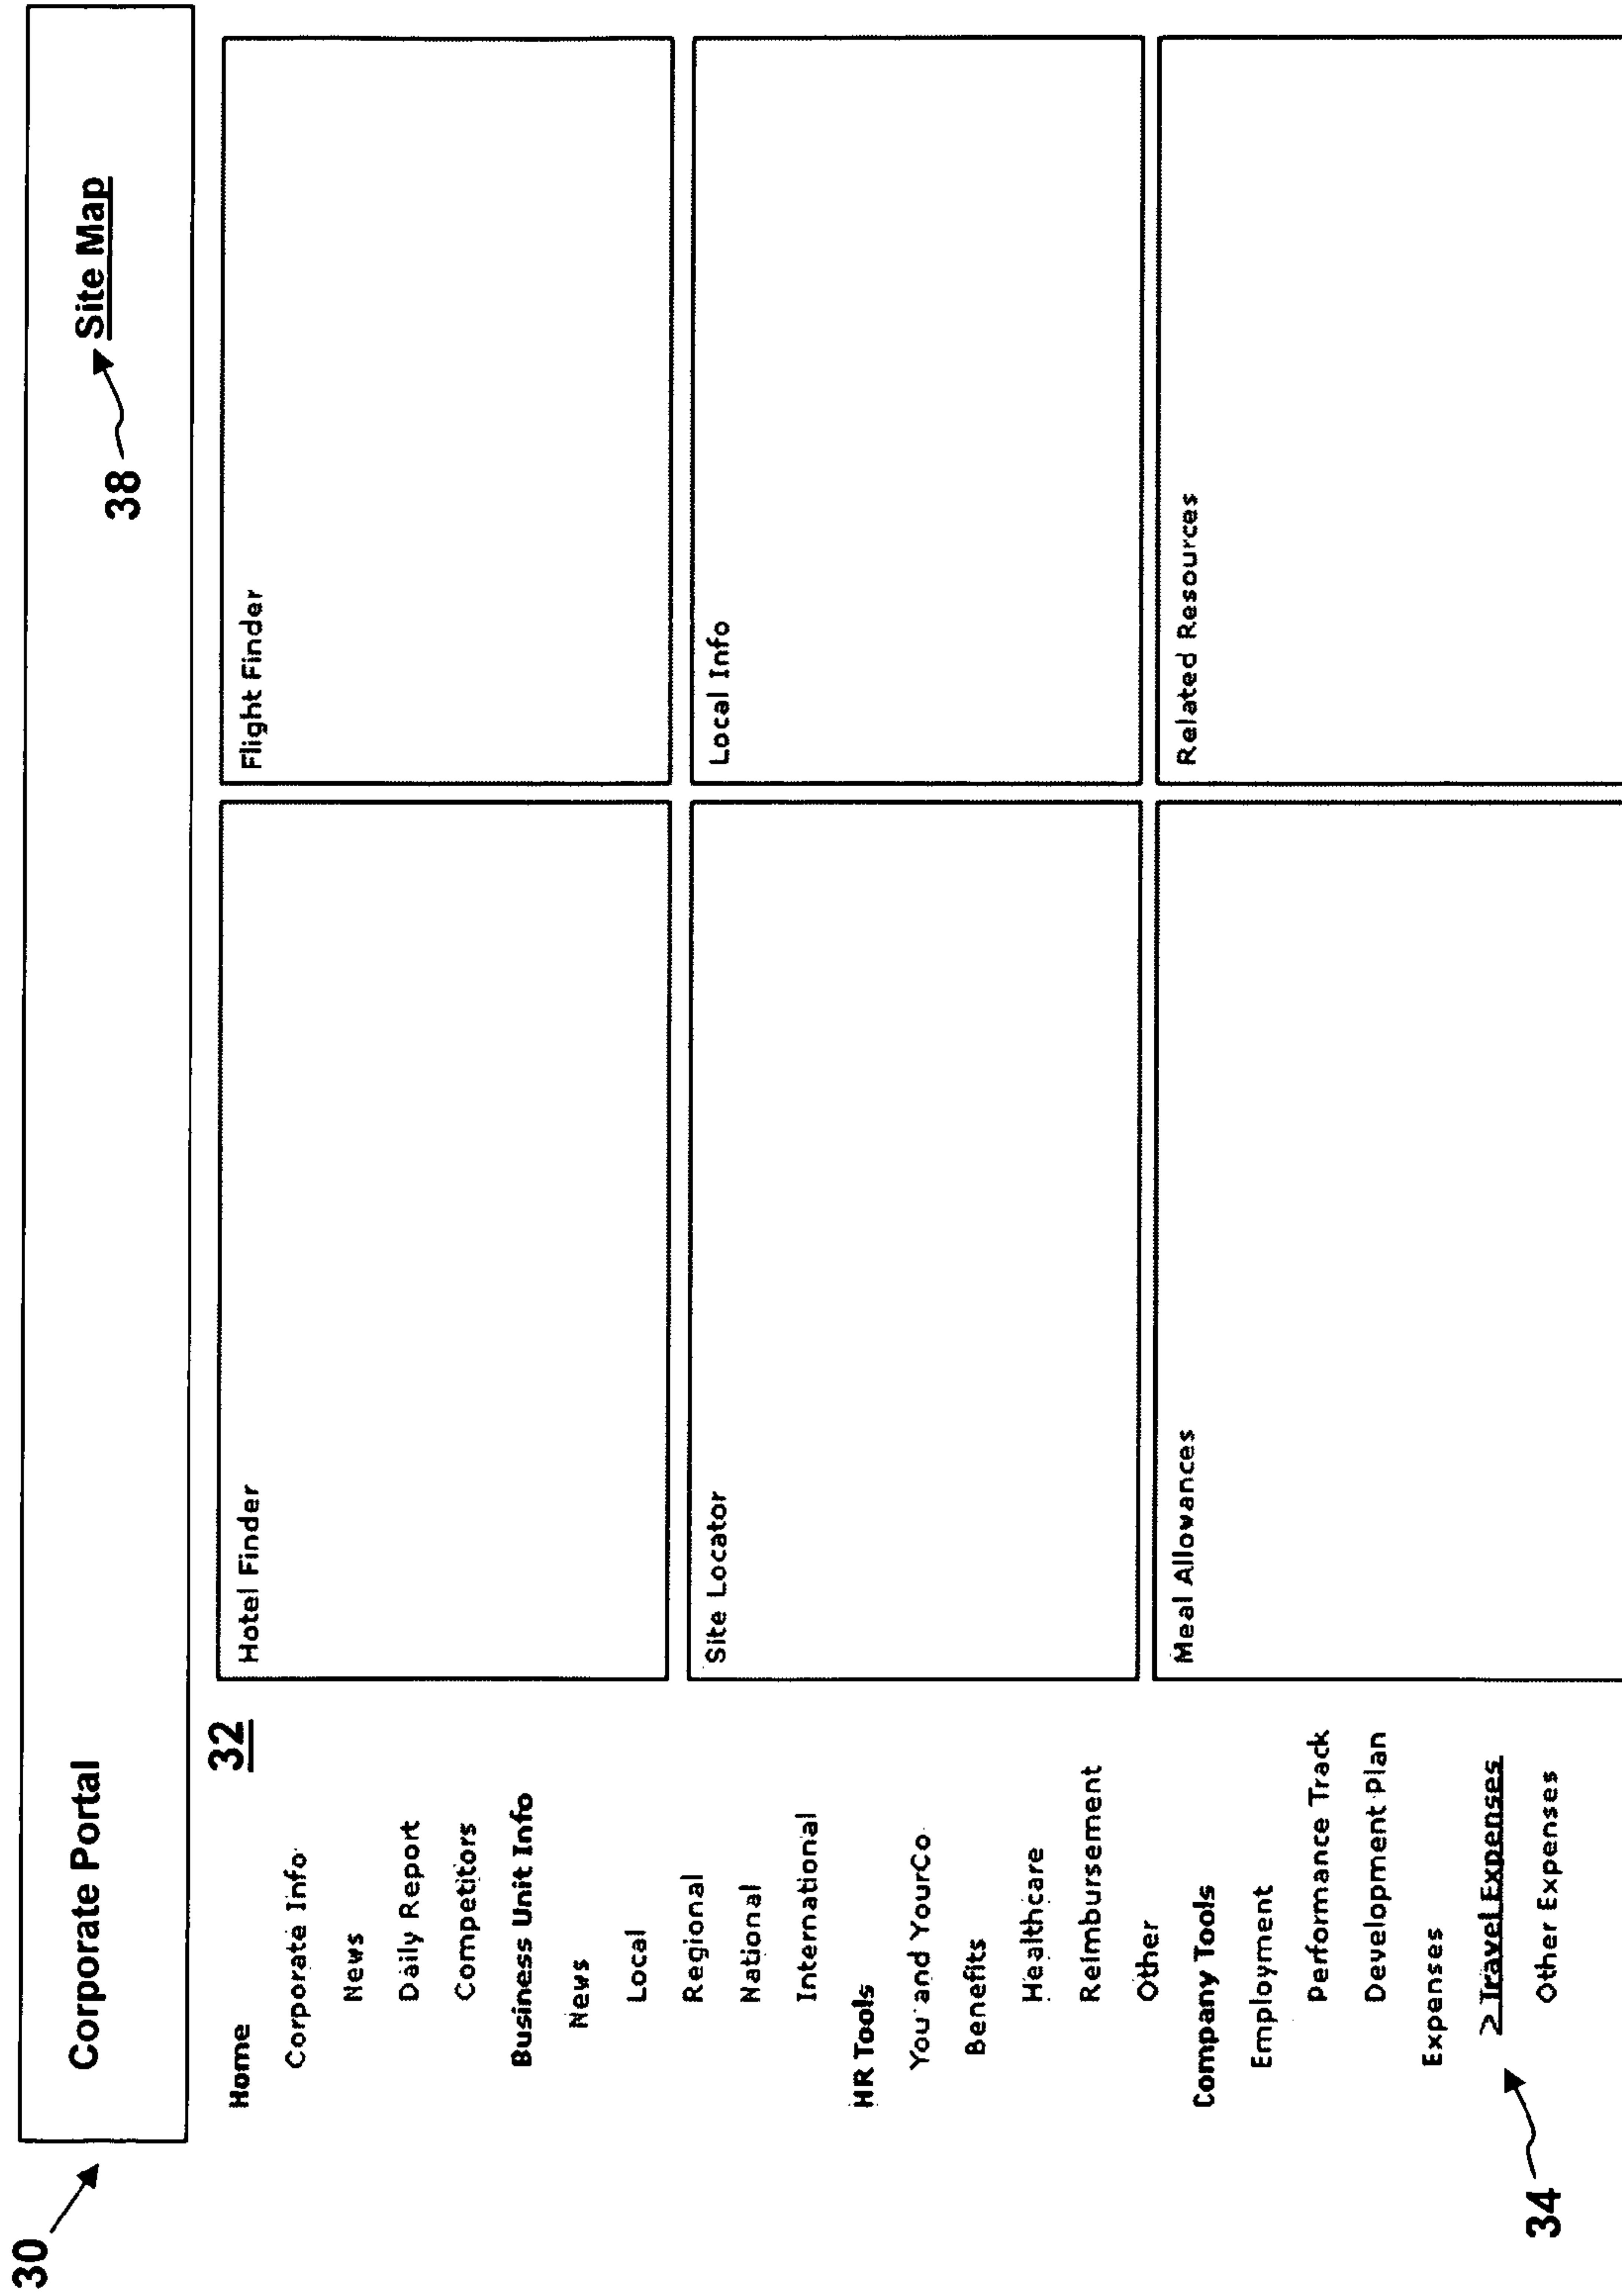 30
Corporate Portal
38
Site Map
32
Home
Corporate Info
News
Daily Report
Competitors
Business Unit Info
News
Local
Regional
National
International
HR Tools
You and YourCo
Benefits
Healthcare
Reimbursement
Other
Company Tools
Employment
Performance Track
Development Plan
Expenses
> Travel Expenses
Other Expenses
34
Hotel Finder
Flight Finder
Site Locator
Local Info
Meal Allowances
Related Resources